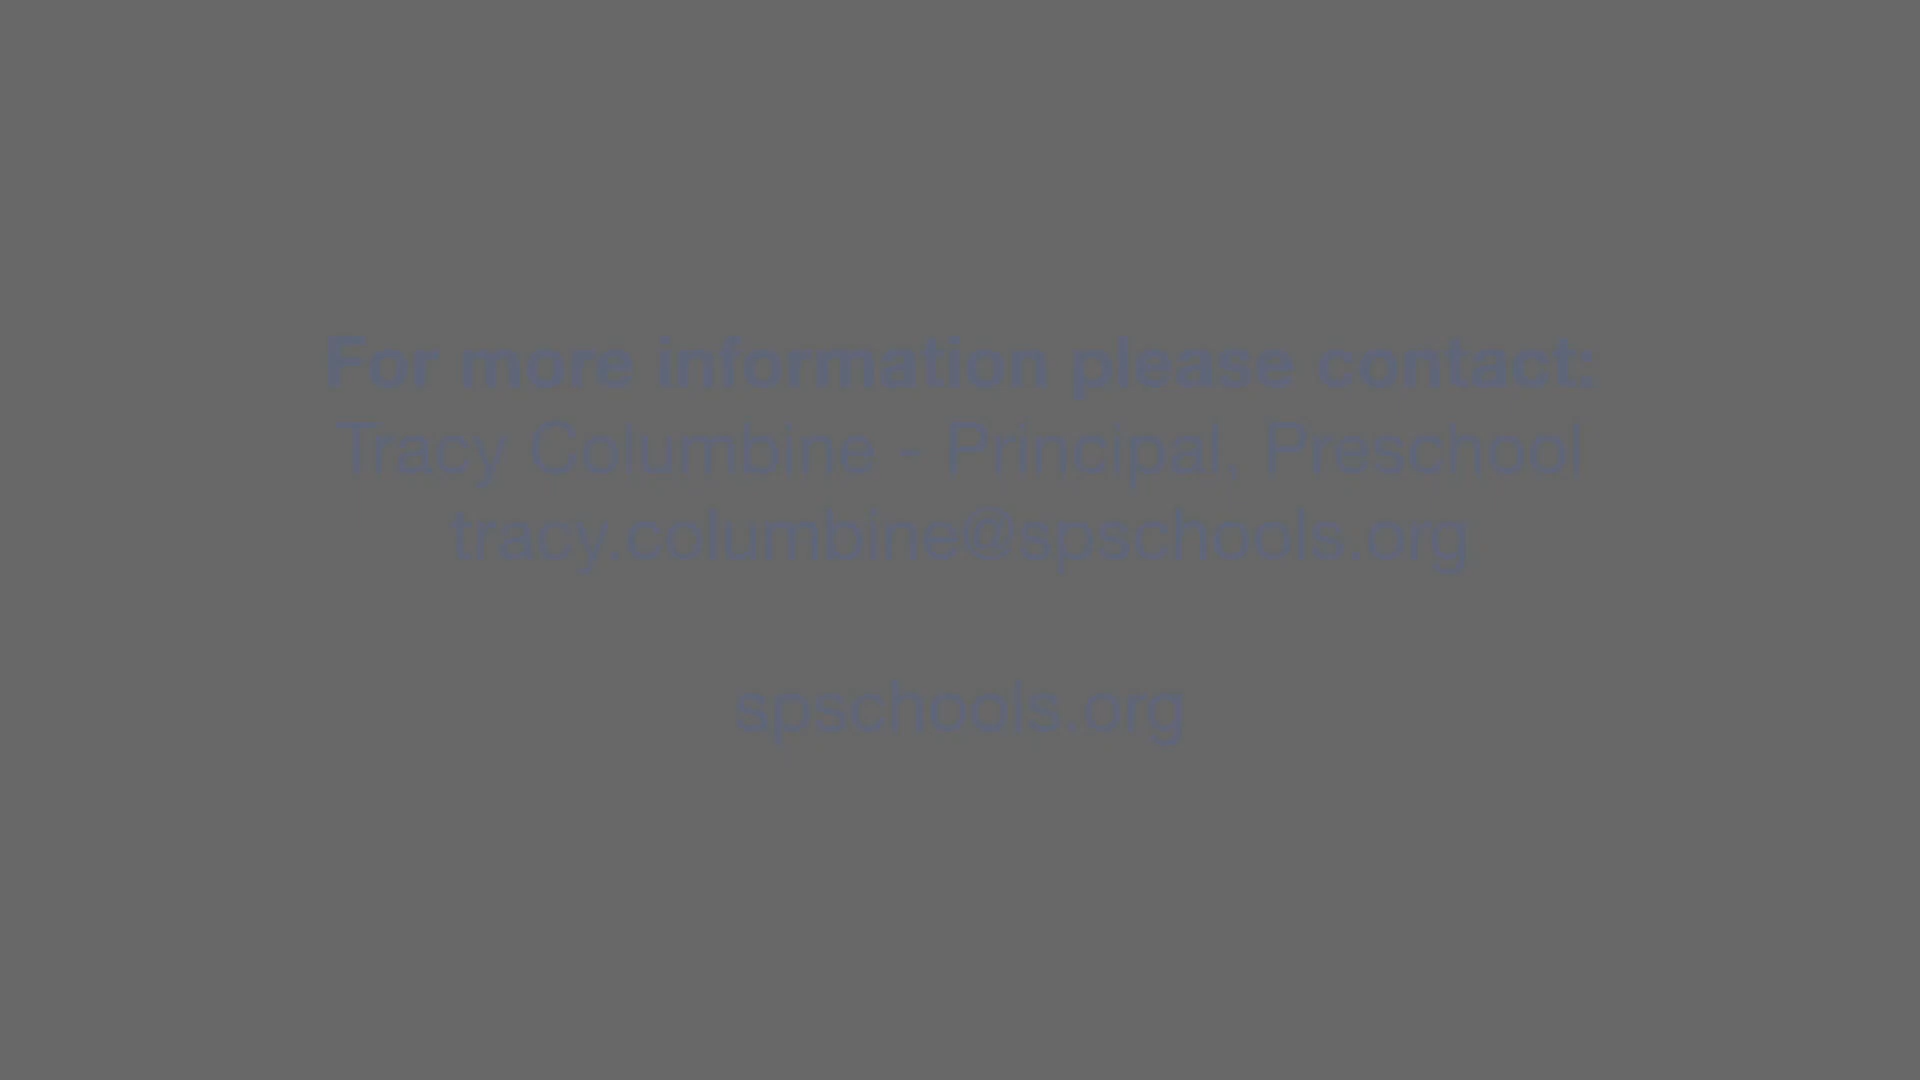 For more information please contact:
Tracy Columbine - Principal, Preschool
tracy.columbine@spschools.org
spschools.org